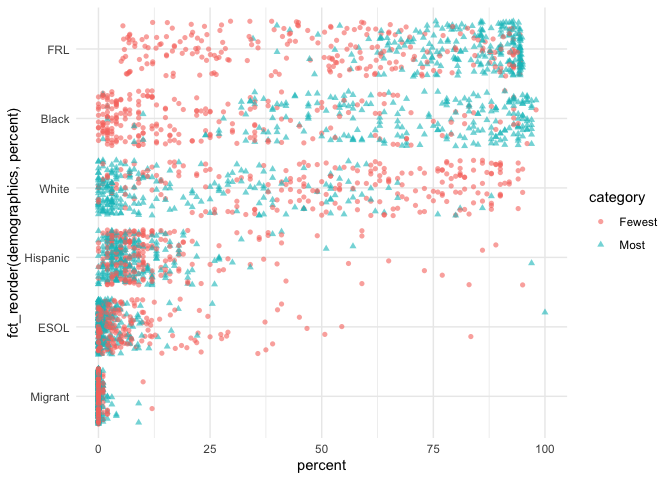 FRL
Black
White
Hispanic
ESOL
Migrant
fct_reorder(demographics, percent)
0
25
50
75
100
percent
category
Fewest
Most